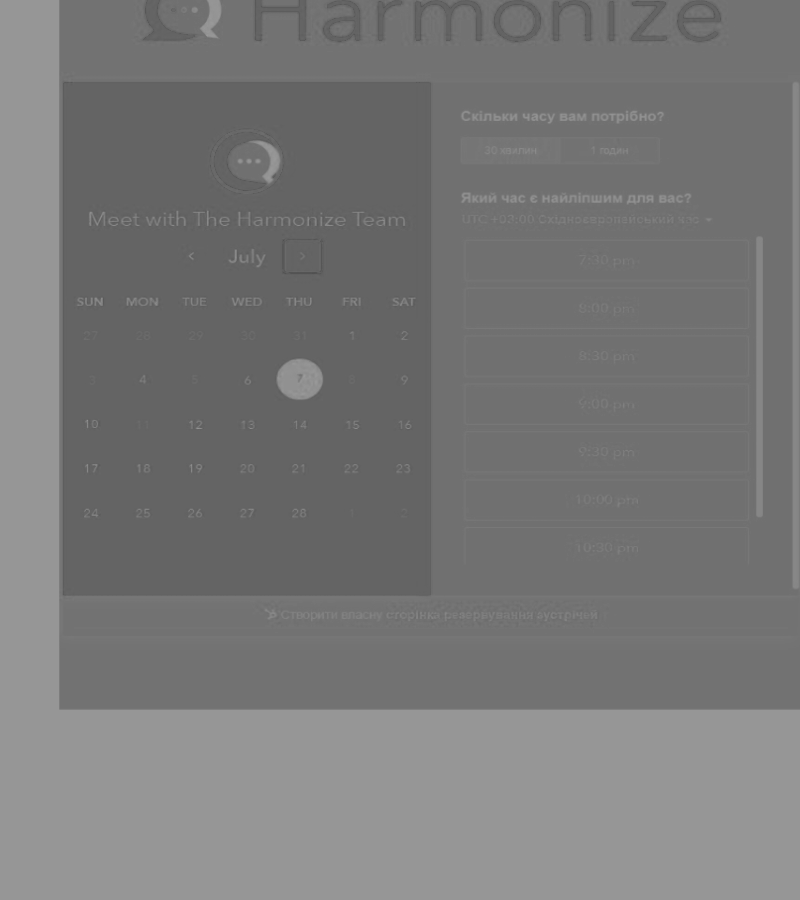 Harmonize
Meet with The Harmonize Team
July
SUN MON TUE WED THU FRI SAT
27 28 29 30 31 1 2
3 4 5 6 7 8 9
10 11 12 13 14 15 16
17 18 19 20 21 22 23
24 25 26 27 28 1 2
Скільки часу вам потрібно?
30 хвилин 1 годин
Який час є найліпшим для вас?
UTC +03:00 Східноєвропейський час
7:30 pm
8:00 pm
8:30 pm
9:00 pm
9:30 pm
10:00 pm
10:30 pm
Створити власну сторінка резервування зустрічей